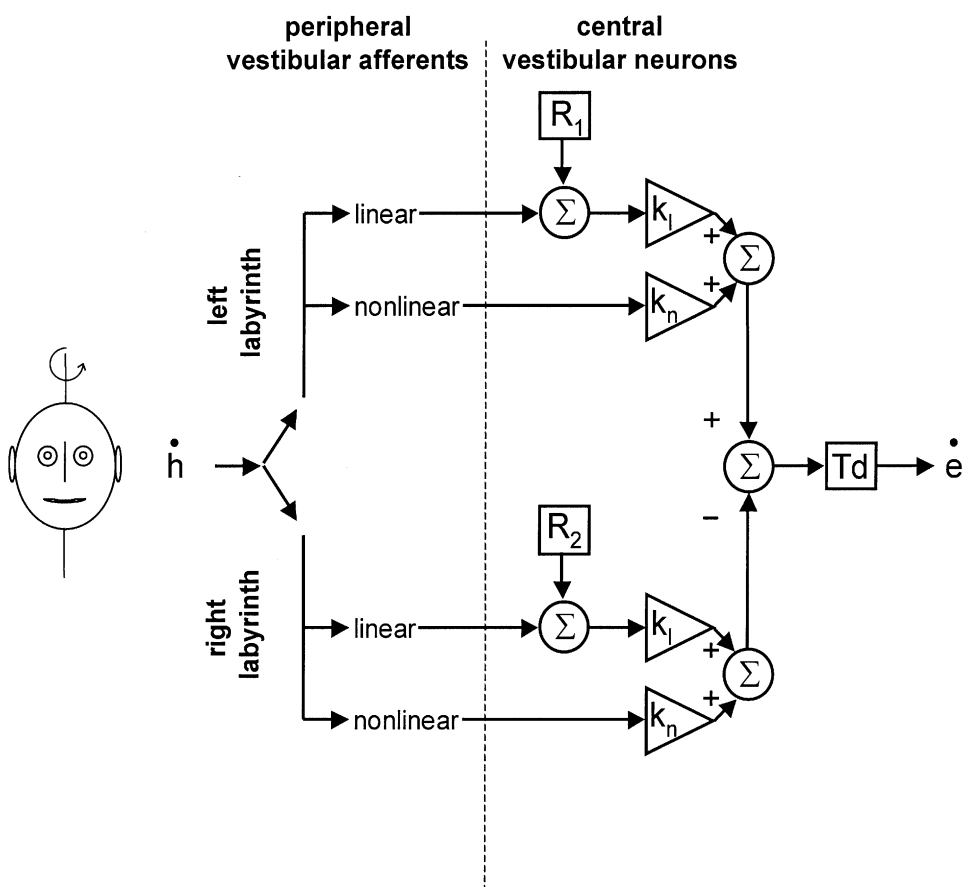 peripheral
vestibular afferents
central
vestibular neurons
R1
linear
Σ
kl
+
Σ
left
labyrinth
nonlinear
kn
+
+
ḣ
Σ
Td
ė
−
R2
right
labyrinth
linear
Σ
kl
+
Σ
nonlinear
kn
+